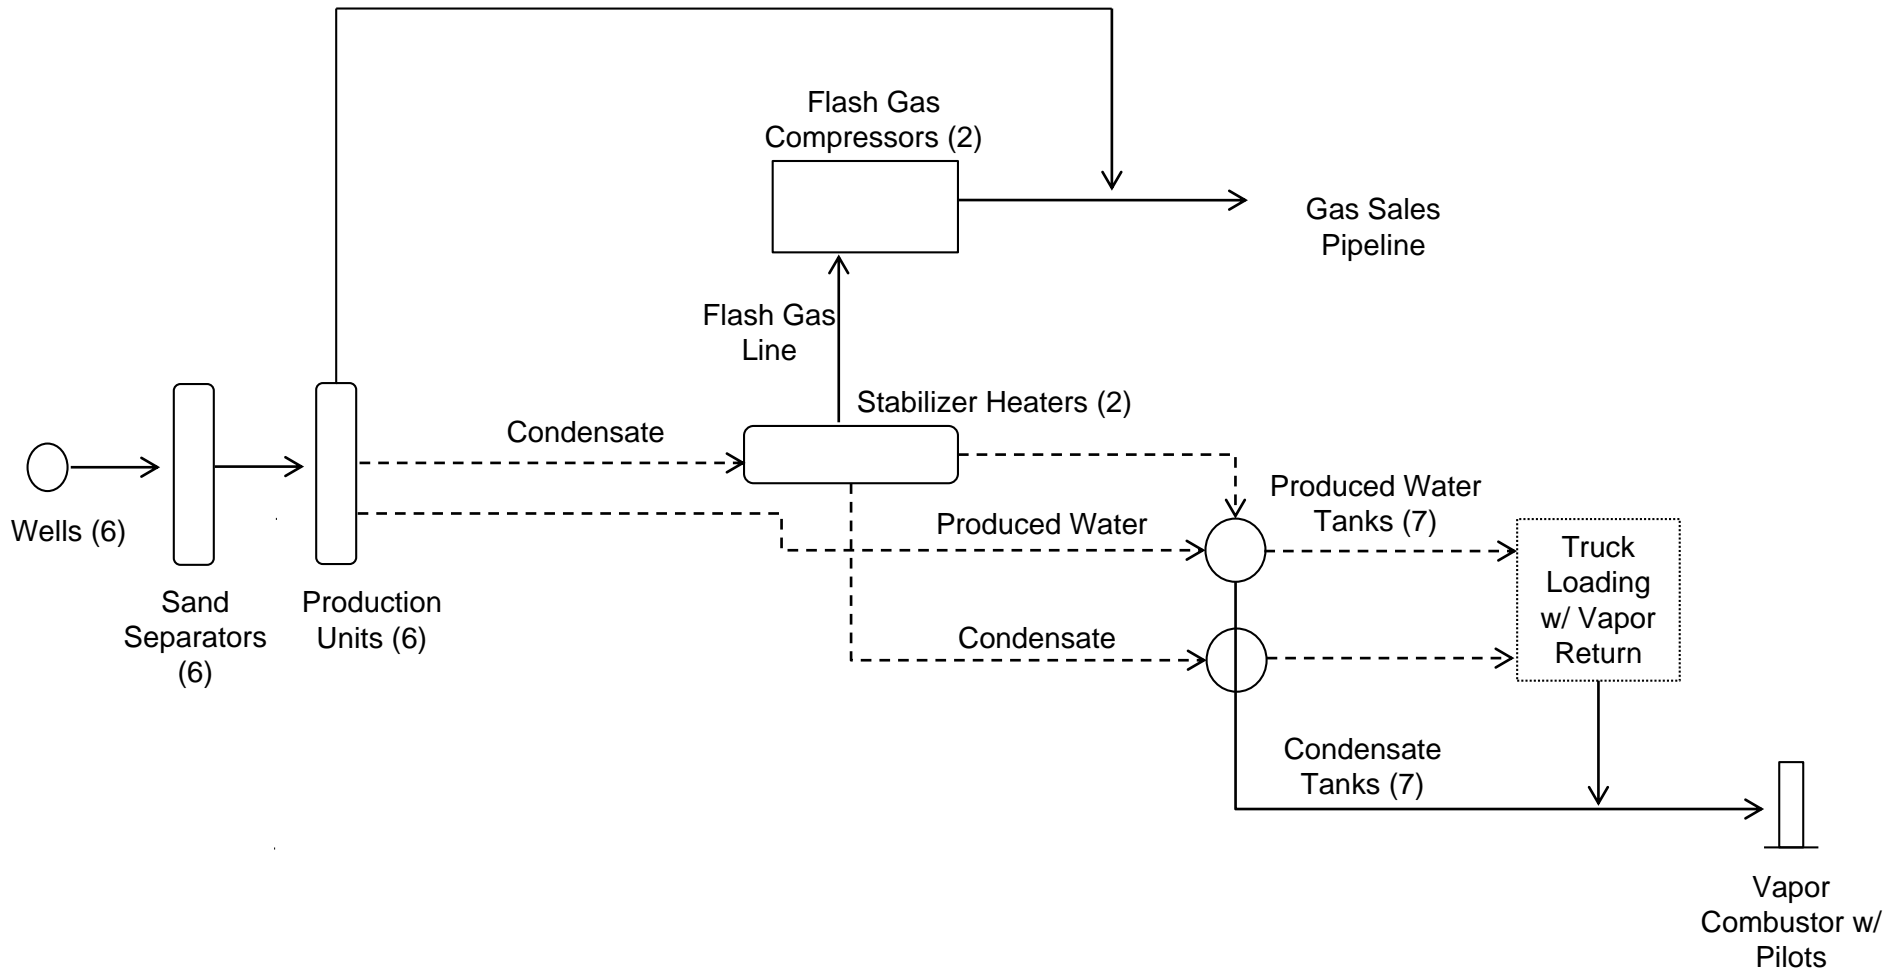 Flash Gas
Compressors (2)
Gas Sales
Pipeline
Flash Gas
Line
Stabilizer Heaters (2)
Condensate
Wells (6)
Produced Water
Produced Water
Tanks (7)
Truck
Loading
w/ Vapor
Return
Sand
Separators
(6)
Production
Units (6)
Condensate
Condensate
Tanks (7)
Vapor
Combustor w/
Pilots